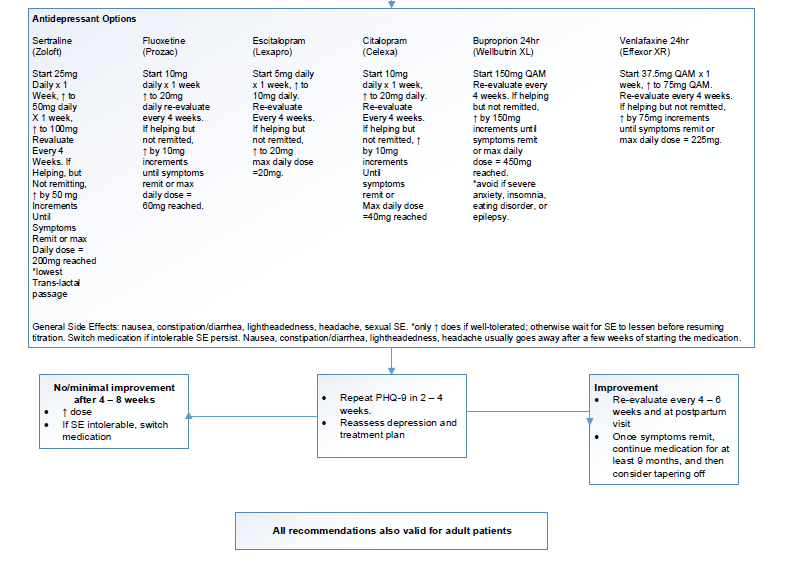 Antidepressant Options
Sertraline
(Zoloft)
Start 25mg
Daily x 1
Week, ↑ to
50mg daily
X 1 week,
↑ to 100mg
Revaluate
Every 4
Weeks. If
Helping, but
Not remitting,
↑ by 50 mg
Increments
Until
Symptoms
Remit or max
Daily dose =
200mg reached
*lowest
Trans-lactal
passage
Fluoxetine
(Prozac)
Start 10mg
daily x 1 week
↑ to 20mg
daily re-evaluate
every 4 weeks.
If helping but
not remitted,
↑ by 10mg
increments
until symptoms
remit or max
daily dose =
60mg reached.
Escitalopram
(Lexapro)
Start 5mg daily
x 1 week, ↑ to
10mg daily.
Re-Evaluate
Every 4 weeks.
If helping but
not remitted,
↑ to 20mg
max daily dose
=20mg.
Citalopram
(Celexa)
Start 10mg
daily x 1 week,
↑ to 20mg daily.
Re-evaluate
Every 4 weeks.
If helping but
not remitted, ↑
by 10mg
increments
Until
symptoms
remit or
Max daily dose
=40mg reached
Buproprion 24hr
(Wellbutrin XL)
Start 150mg QAM
Re-evaluate every
4 weeks. If helping
but not remitted,
↑ by 150mg
increments until
symptoms remit
or max daily
dose = 450mg
reached.
*avoid if severe
anxiety, insomnia,
eating disorder, or
epilepsy.
Venlafaxine 24hr
(Effexor XR)
Start 37.5mg QAM x 1
week, ↑ to 75mg QAM.
Re-evaluate every 4 weeks.
If helping but not remitted,
↑ by 75mg increments
until symptoms remit or
max daily dose = 225mg.
General Side Effects: nausea, constipation/diarrhea, lightheadedness, headache, sexual SE. *only ↑ does if well-tolerated; otherwise wait for SE to lessen before resuming
titration. Switch medication if intolerable SE persist. Nausea, constipation/diarrhea, lightheadedness, headache usually goes away after a few weeks of starting the medication.
No/minimal improvement
after 4 – 8 weeks
• ↑ dose
• If SE intolerable, switch
medication
• Repeat PHQ-9 in 2 – 4
weeks.
• Reassess depression and
treatment plan
Improvement
• Re-evaluate every 4 – 6
weeks and at postpartum
visit
• Once symptoms remit,
continue medication for at
least 9 months, and then
consider tapering off
All recommendations also valid for adult patients